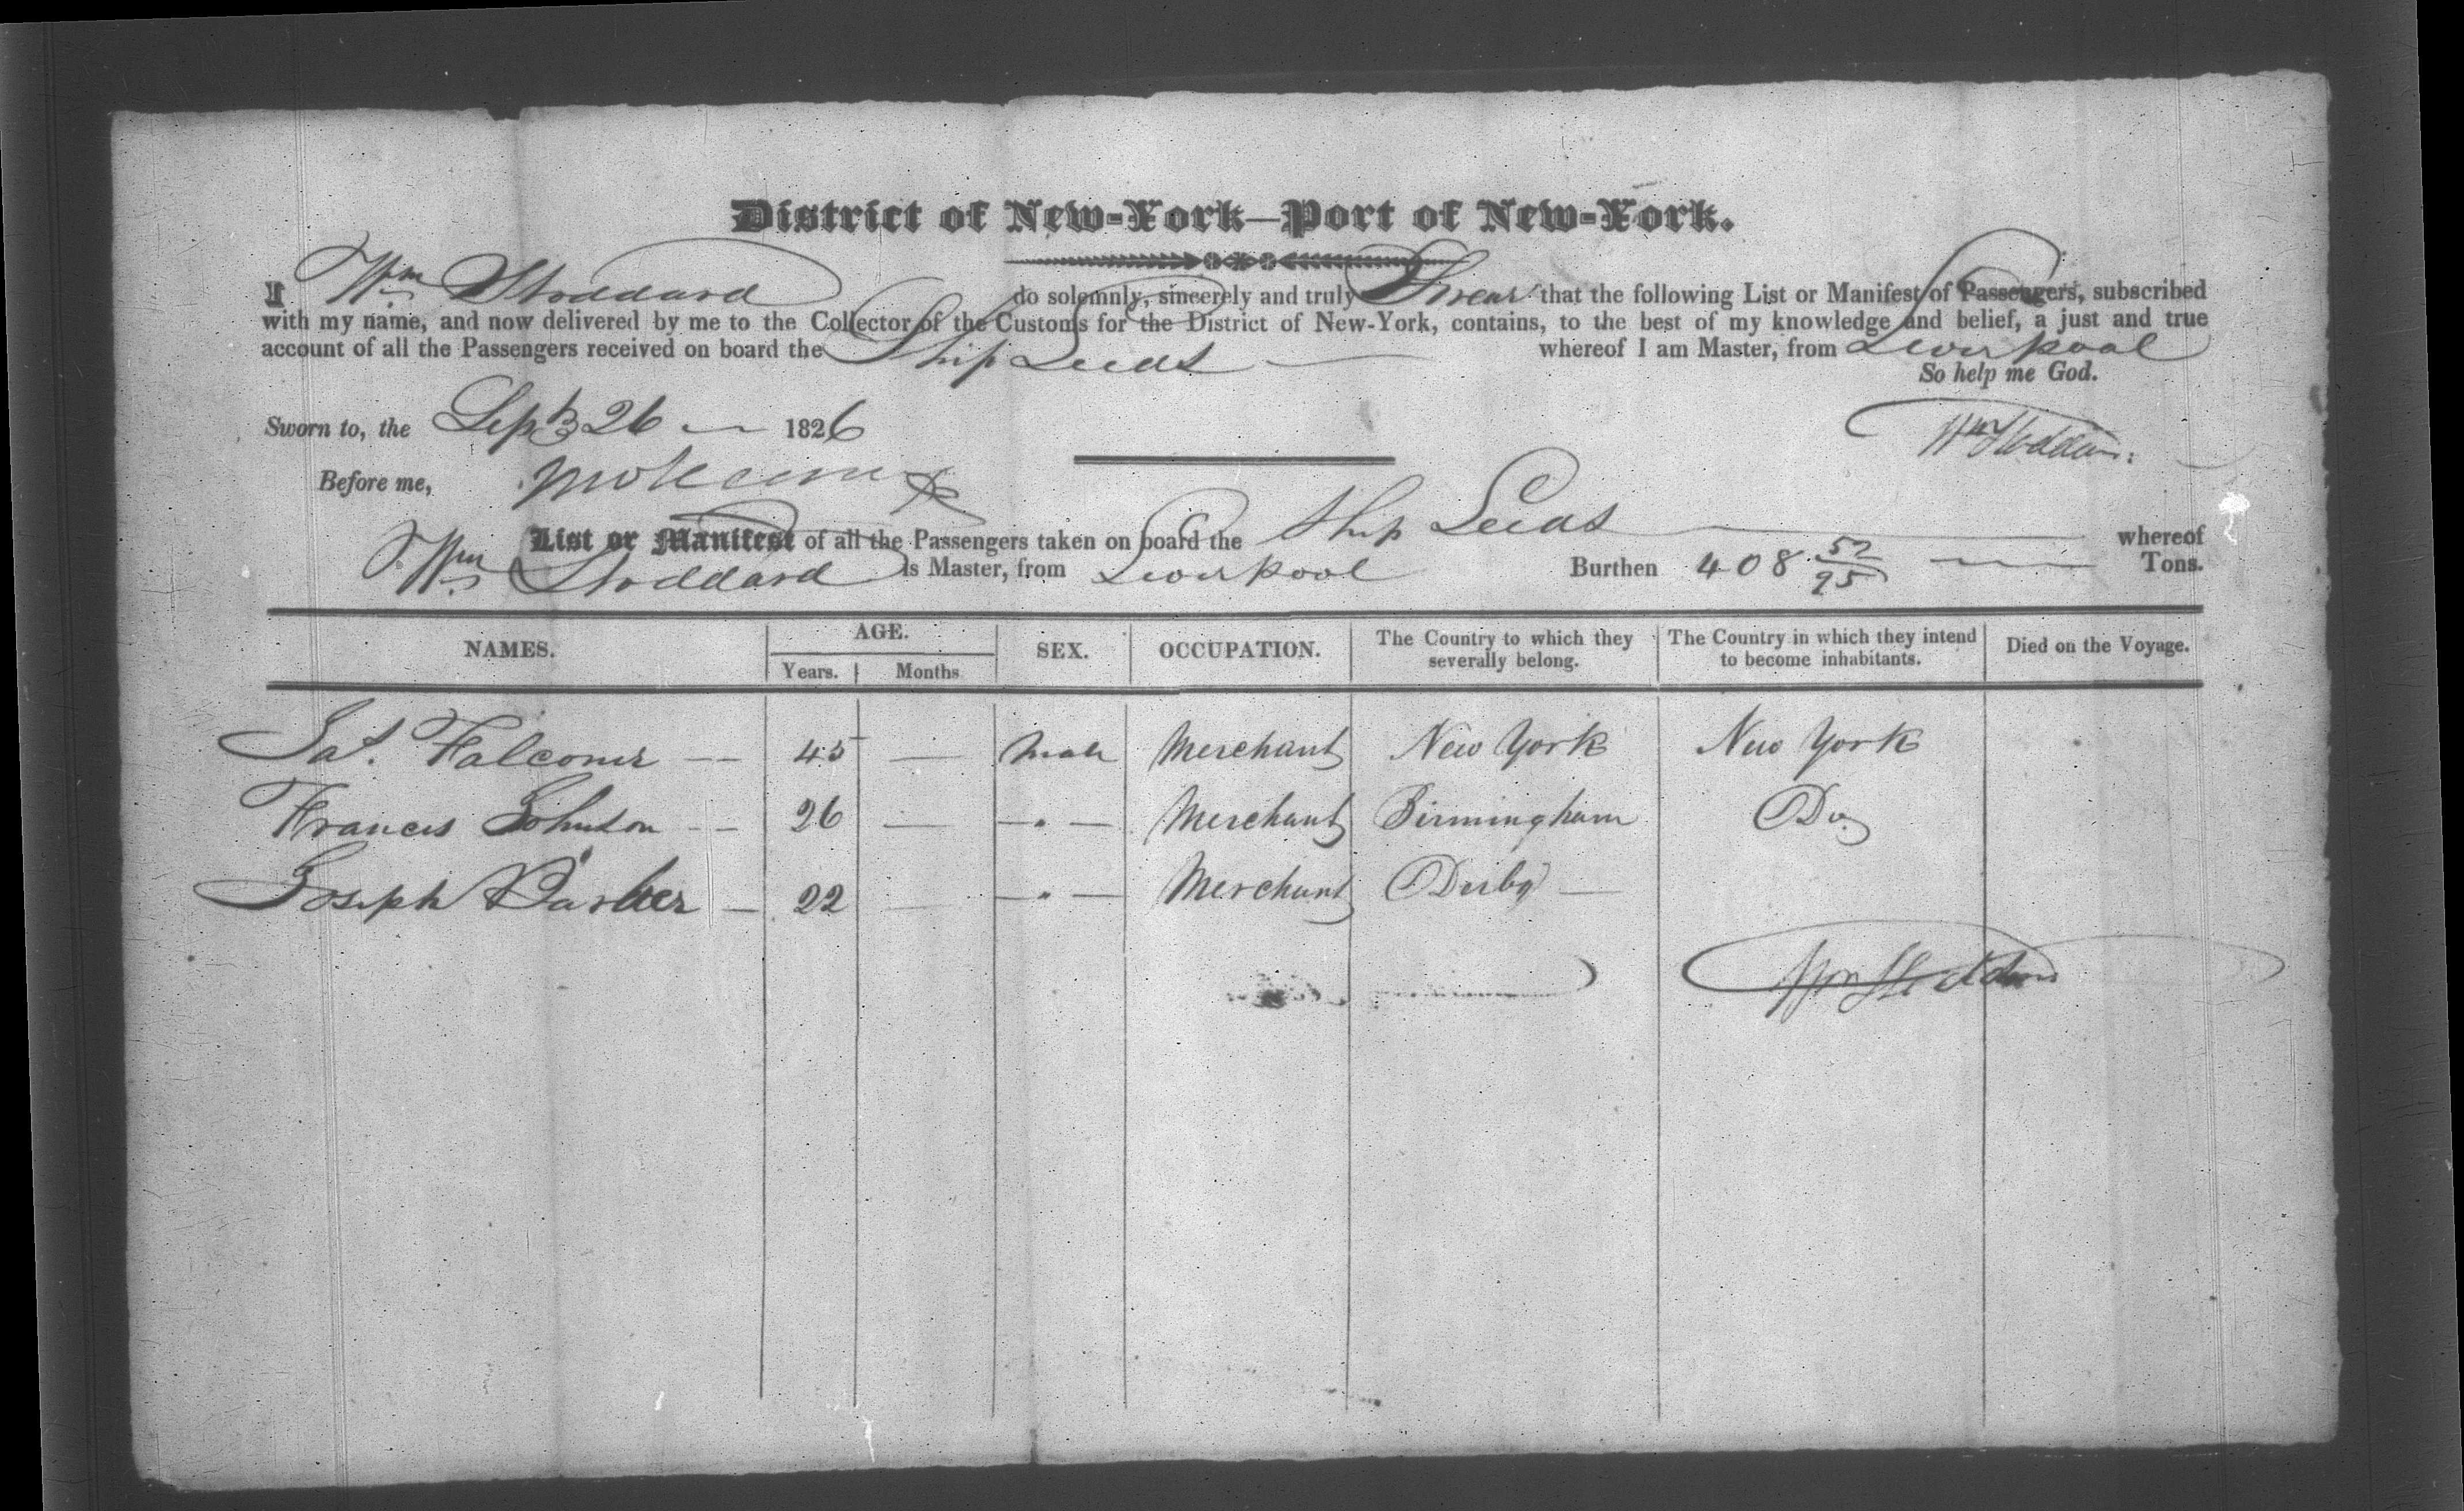 District of New-York—Port of New-York.
I Wm Stoddard do solemnly, sincerely and truly Swear that the following List or Manifest of Passengers, subscribed
with my name, and now delivered by me to the Collector of the Customs for the District of New-York, contains, to the best of my knowledge and belief, a just and true
account of all the Passengers received on board the Ship Leeds whereof I am Master, from Liverpool
So help me God.
Sworn to, the Sept 26 1826
Wm Stoddard
Before me,
List or Manifest of all the Passengers taken on board the Ship Leeds whereof
Wm Stoddard is Master, from Liverpool Burthen 408 52/95 Tons.
NAMES. AGE. Years. Months SEX. OCCUPATION. The Country to which they severally belong. The Country in which they intend to become inhabitants. Died on the Voyage.
Jas. Falconer -- 45 — Male Merchant New York New York
Francis Johnson -- 26 — -"- Merchant Birmingham Do
Joseph Barber — 22 — -"- Merchant Derby —
Wm Stoddard